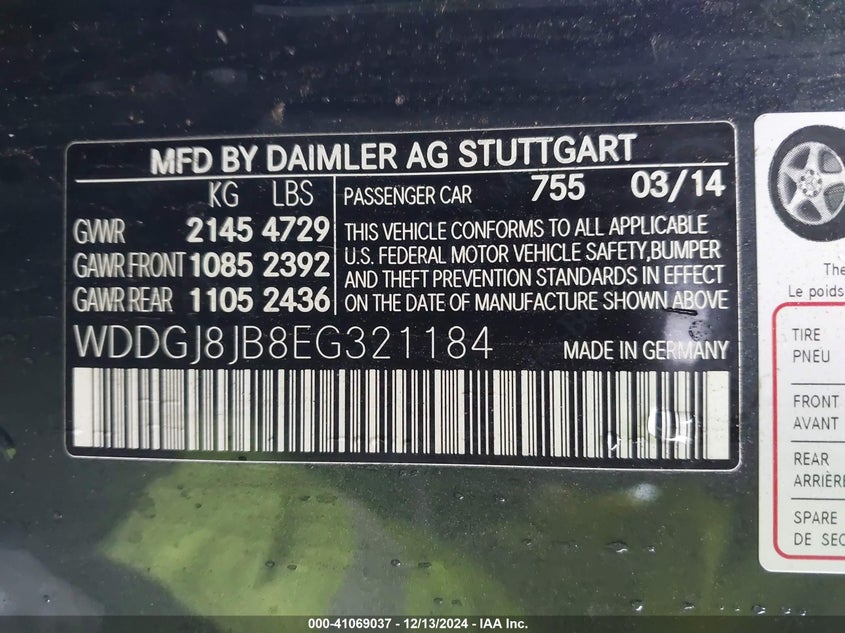 MFD BY DAIMLER AG STUTTGART
KG LBS
GVWR 2145 4729
GAWR FRONT 1085 2392
GAWR REAR 1105 2436
PASSENGER CAR 755 03/14
THIS VEHICLE CONFORMS TO ALL APPLICABLE
U.S. FEDERAL MOTOR VEHICLE SAFETY, BUMPER
AND THEFT PREVENTION STANDARDS IN EFFECT
ON THE DATE OF MANUFACTURE SHOWN ABOVE
WDDGJ8JB8EG321184 MADE IN GERMANY
The
Le poids
TIRE
PNEU
FRONT
AVANT
REAR
ARRIÈRE
SPARE
DE SEC
000-41069037 - 12/13/2024 - IAA Inc.